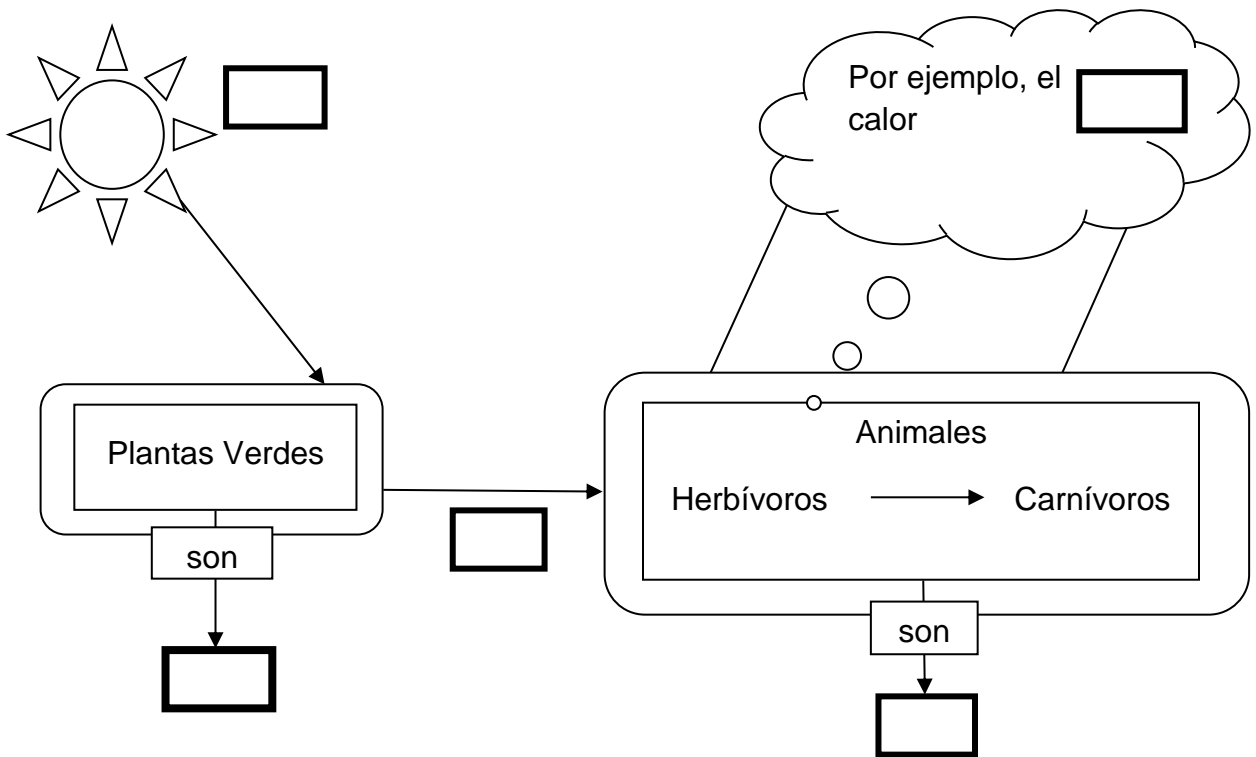 Por ejemplo, el
calor
Plantas Verdes
Animales
Herbívoros
Carnívoros
son
son